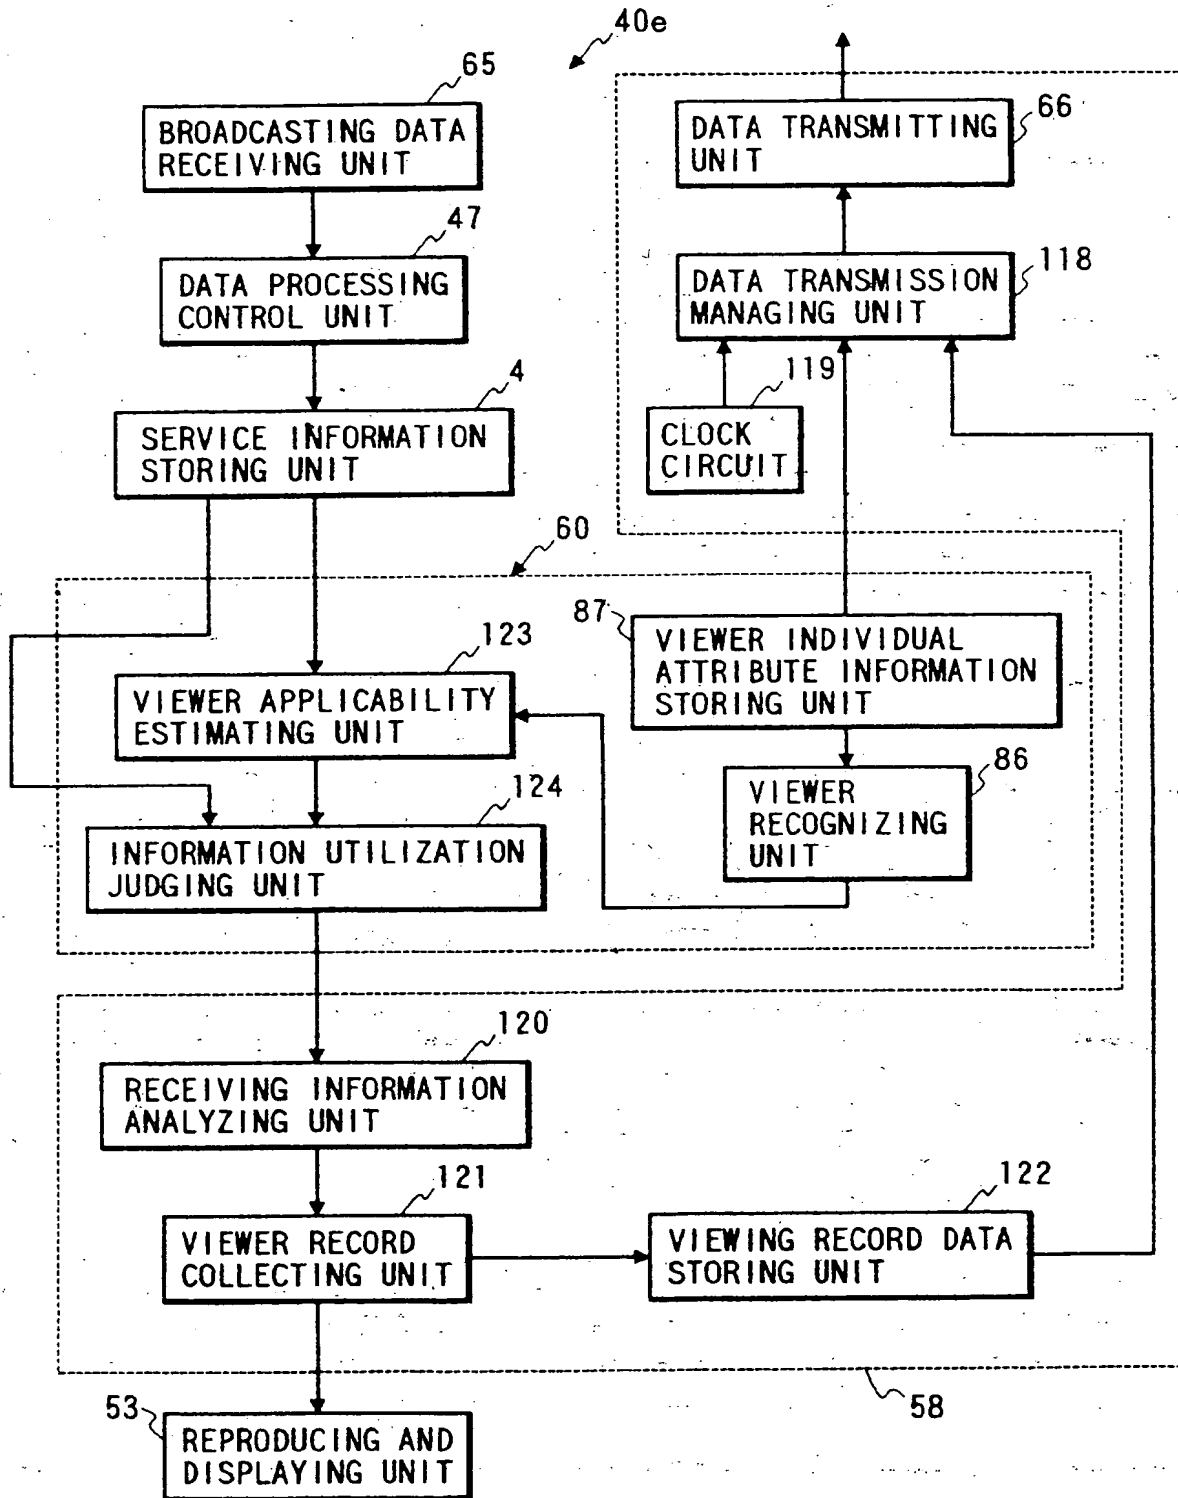 40e
65
BROADCASTING DATA
RECEIVING UNIT
DATA TRANSMITTING
UNIT
66
47
DATA PROCESSING
CONTROL UNIT
DATA TRANSMISSION
MANAGING UNIT
118
4
SERVICE INFORMATION
STORING UNIT
119
CLOCK
CIRCUIT
60
87
VIEWER INDIVIDUAL
ATTRIBUTE INFORMATION
STORING UNIT
123
VIEWER APPLICABILITY
ESTIMATING UNIT
86
VIEWER
RECOGNIZING
UNIT
124
INFORMATION UTILIZATION
JUDGING UNIT
120
RECEIVING INFORMATION
ANALYZING UNIT
121
VIEWER RECORD
COLLECTING UNIT
122
VIEWING RECORD DATA
STORING UNIT
58
53
REPRODUCING AND
DISPLAYING UNIT